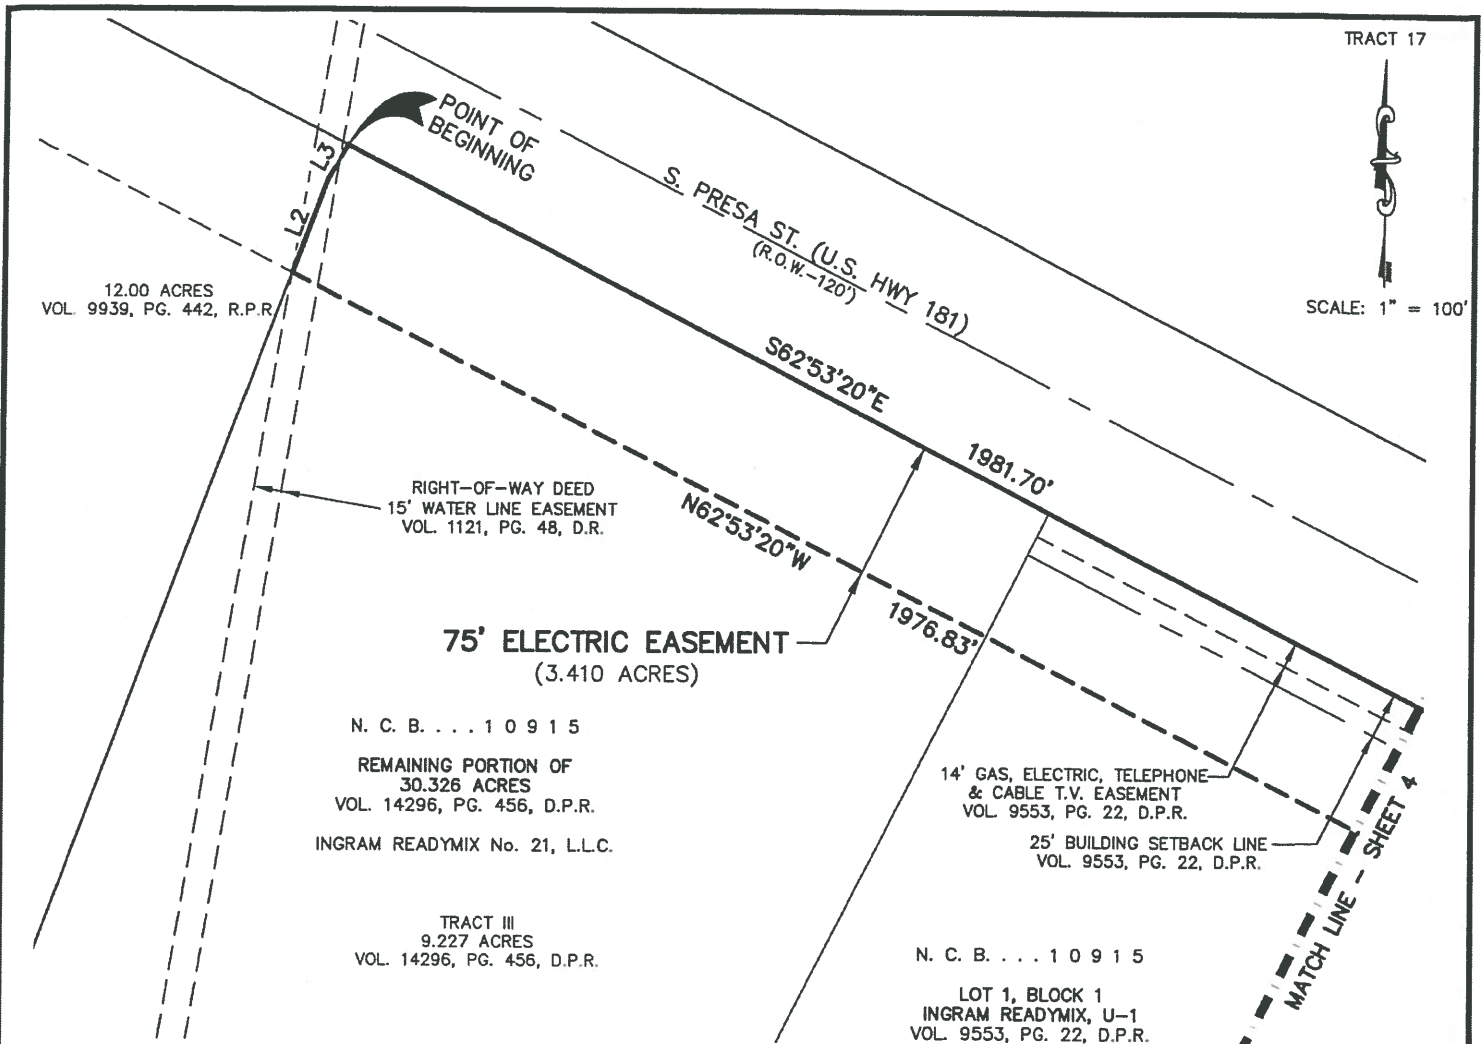 TRACT 17
POINT OF
BEGINNING
L3
L2
S. PRESA ST. (U.S. HWY 181)
(R.O.W.-120')
SCALE: 1" = 100'
12.00 ACRES
VOL. 9939, PG. 442, R.P.R.
S62°53'20"E
1981.70'
RIGHT-OF-WAY DEED
15' WATER LINE EASEMENT
VOL. 1121, PG. 48, D.R.
N62°53'20"W
1976.83'
75' ELECTRIC EASEMENT
(3.410 ACRES)
N. C. B. . . . 1 0 9 1 5
REMAINING PORTION OF
30.326 ACRES
VOL. 14296, PG. 456, D.P.R.
INGRAM READYMIX No. 21, L.L.C.
14' GAS, ELECTRIC, TELEPHONE
& CABLE T.V. EASEMENT
VOL. 9553, PG. 22, D.P.R.
25' BUILDING SETBACK LINE
VOL. 9553, PG. 22, D.P.R.
MATCH LINE - SHEET 4
TRACT III
9.227 ACRES
VOL. 14296, PG. 456, D.P.R.
N. C. B. . . . 1 0 9 1 5
LOT 1, BLOCK 1
INGRAM READYMIX, U-1
VOL. 9553, PG. 22, D.P.R.